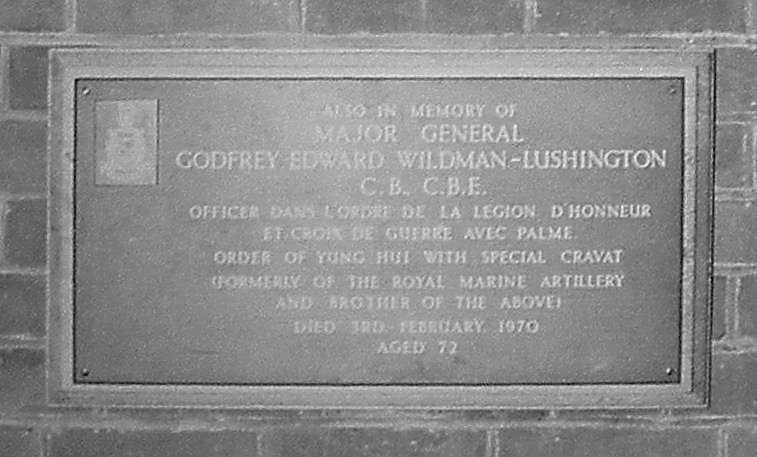 ALSO IN MEMORY OF
MAJOR GENERAL
GODFREY EDWARD WILDMAN-LUSHINGTON
C.B., C.B.E.
OFFICER DANS L'ORDRE DE LA LEGION D'HONNEUR
ET CROIX DE GUERRE AVEC PALME.
ORDER OF YUNG HUI WITH SPECIAL CRAVAT
(FORMERLY OF THE ROYAL MARINE ARTILLERY
AND BROTHER OF THE ABOVE)
DIED 3RD. FEBRUARY, 1970
AGED 72